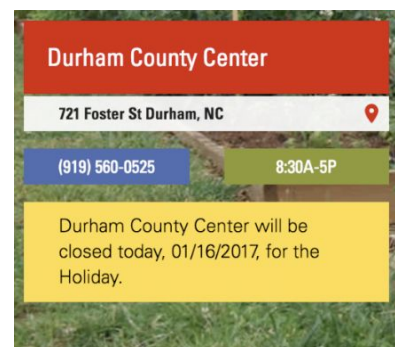 Durham County Center
721 Foster St Durham, NC
(919) 560-0525
8:30A-5P
Durham County Center will be
closed today, 01/16/2017, for the
Holiday.